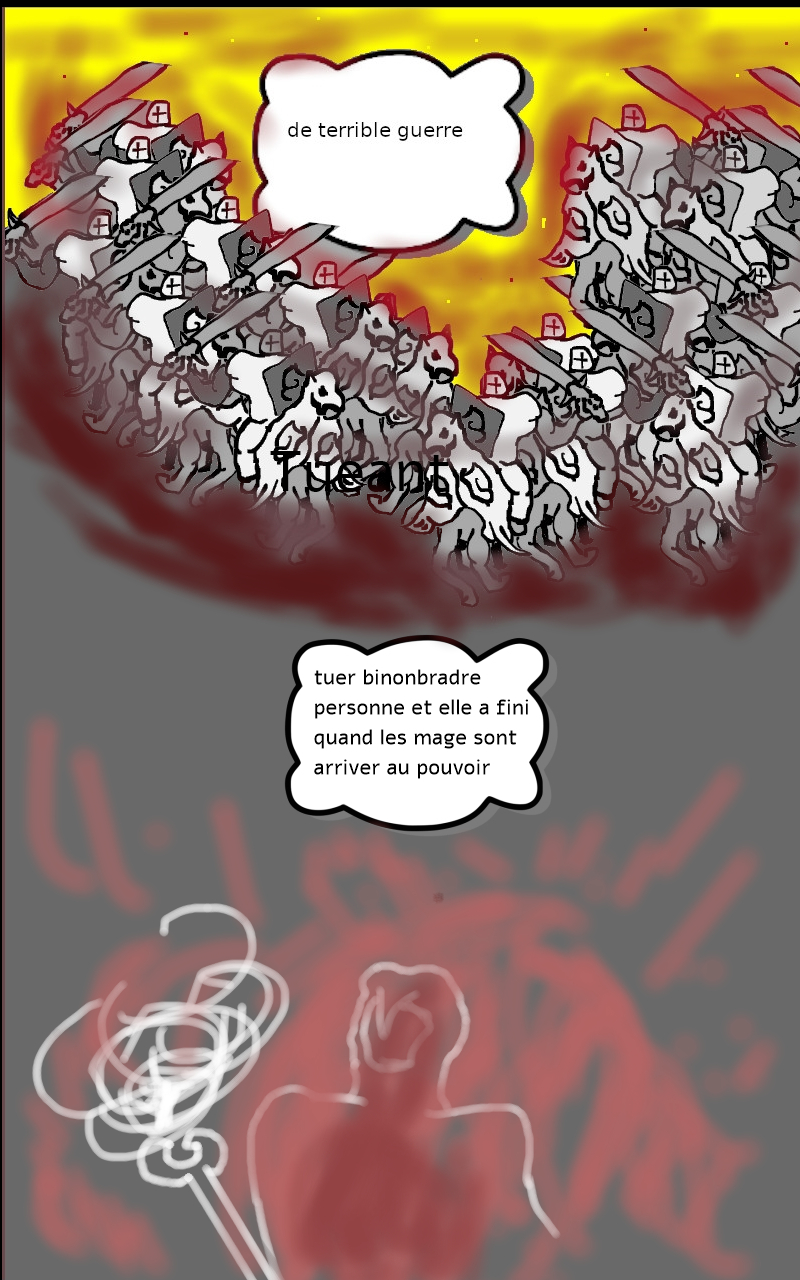 de terrible guerre
Tueant
tuer binonbradre
personne et elle a fini
quand les mage sont
arriver au pouvoir